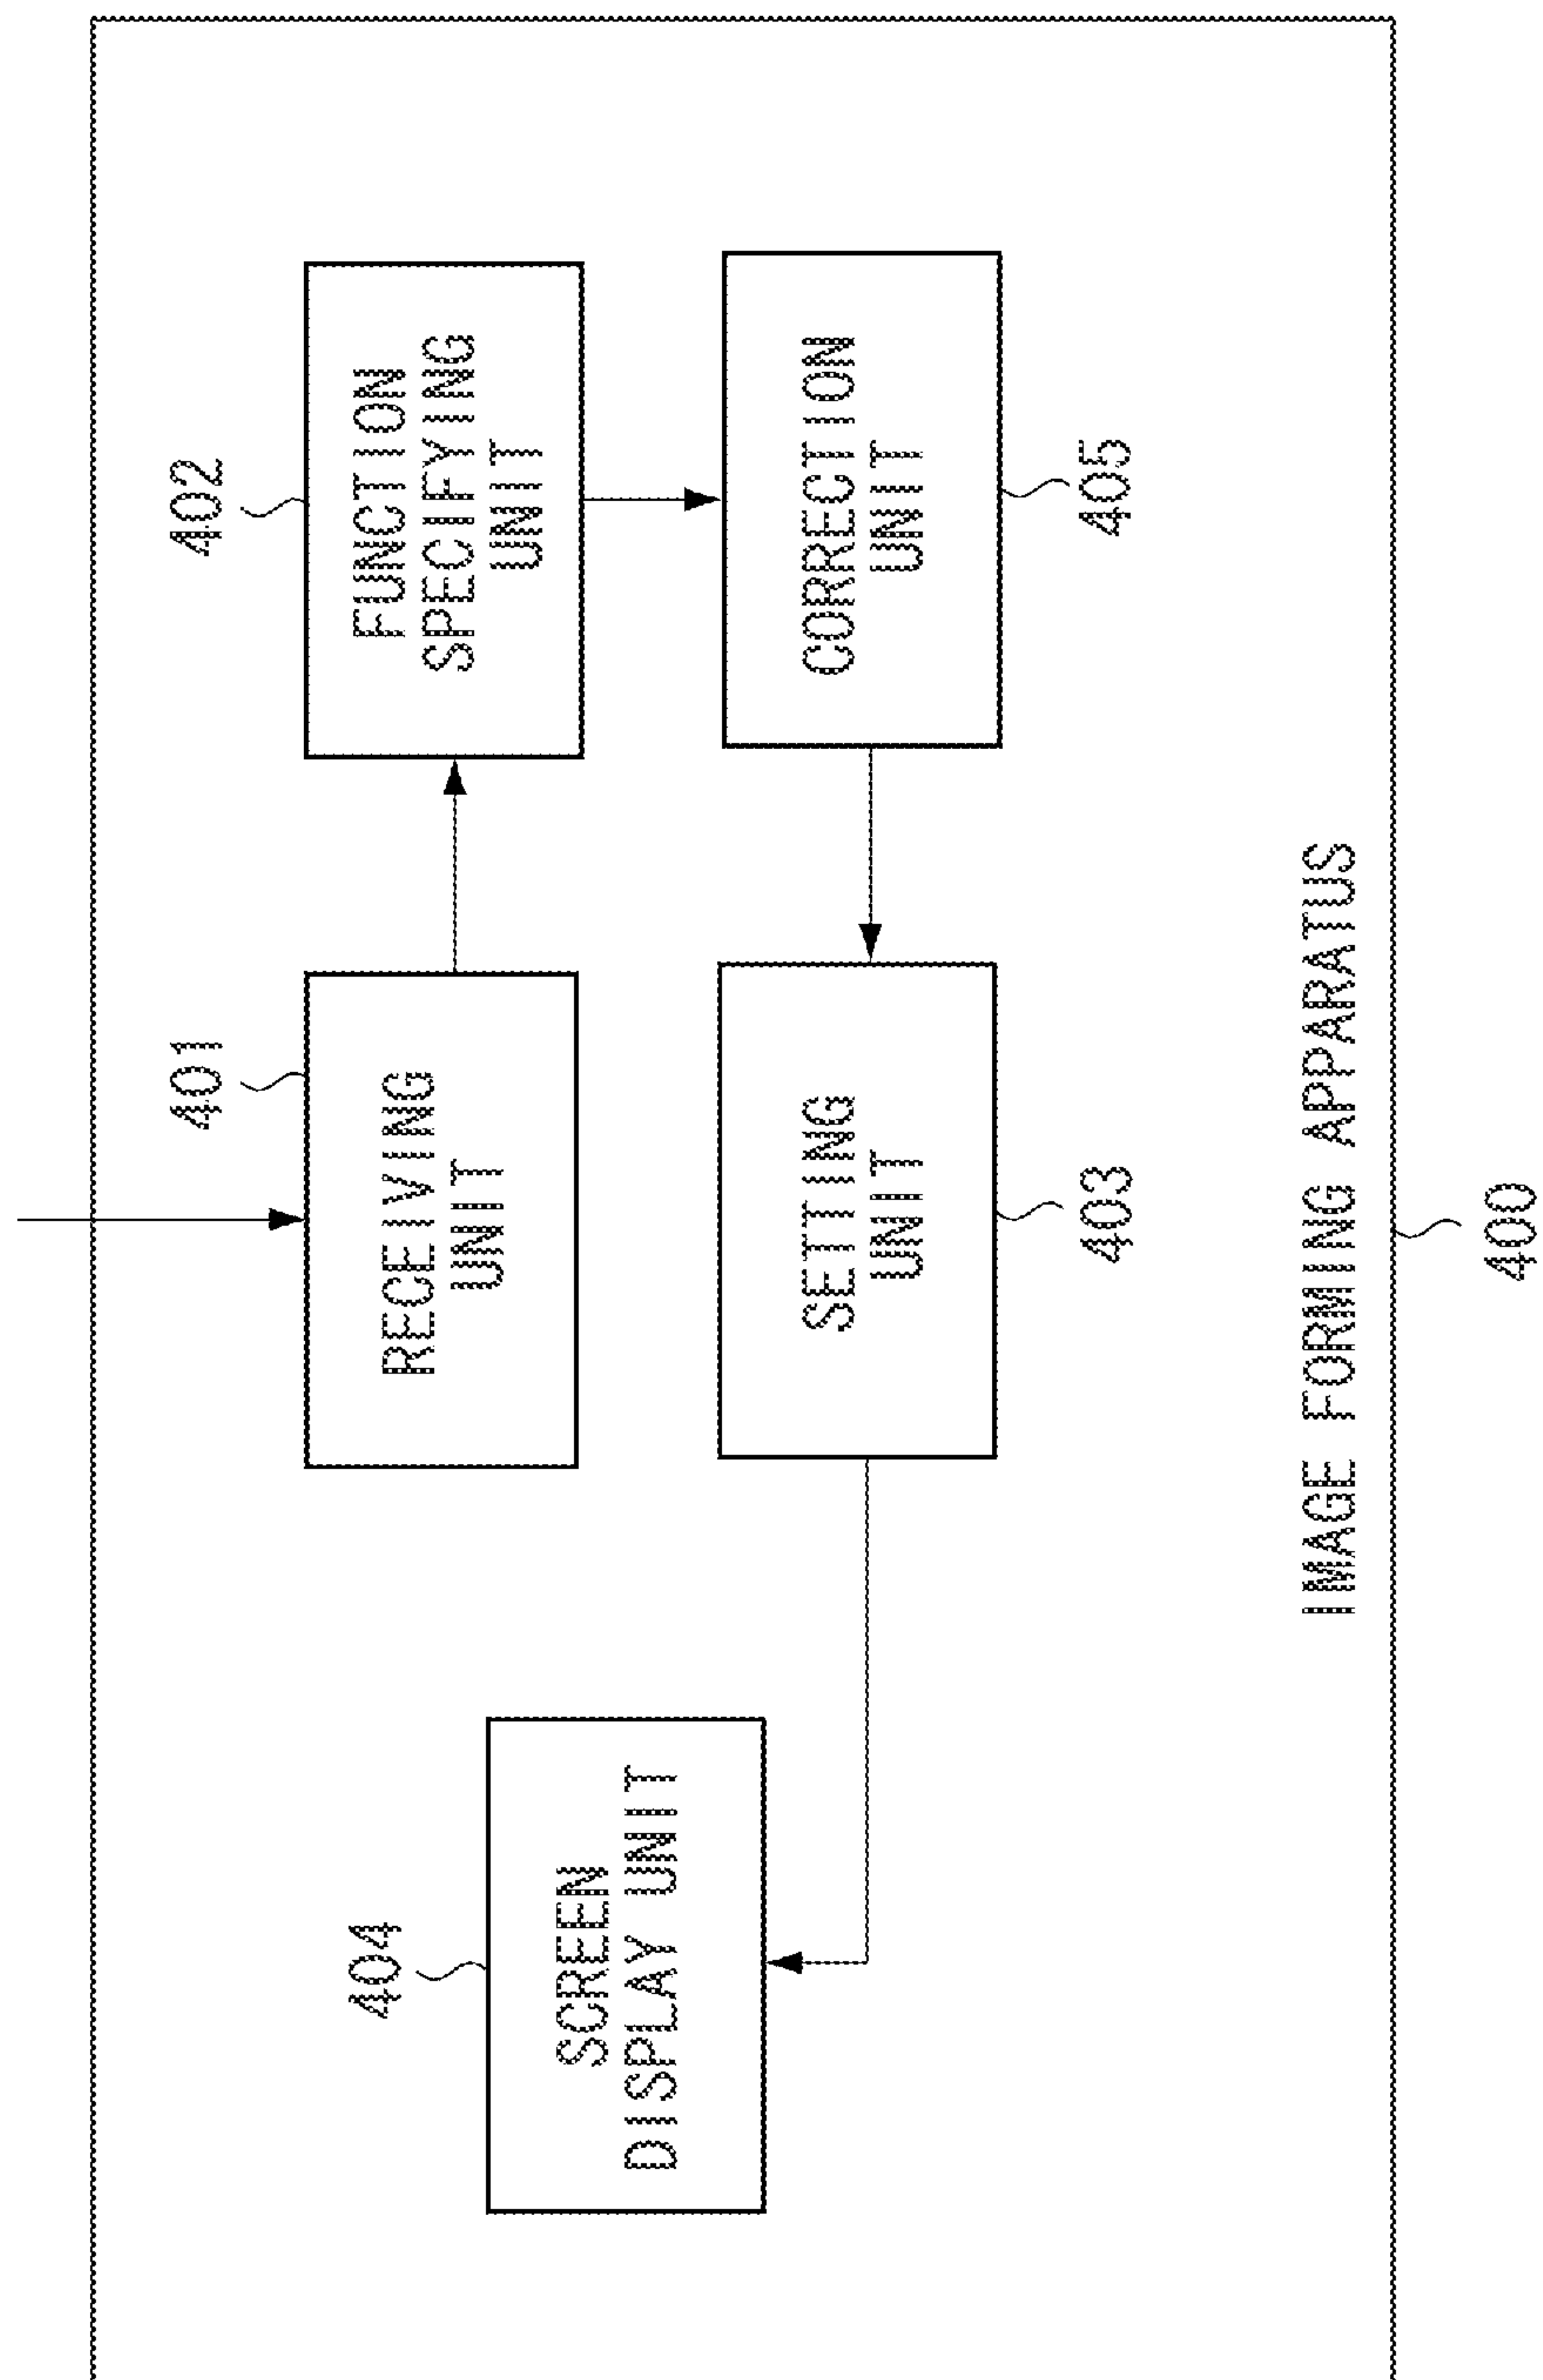 401
RECEIVING
UNIT
402
FUNCTION
SPECIFYING
UNIT
404
SCREEN
DISPLAY UNIT
SETTING
UNIT
403
CORRECTION
UNIT
405
IMAGE FORMING APPARATUS
400